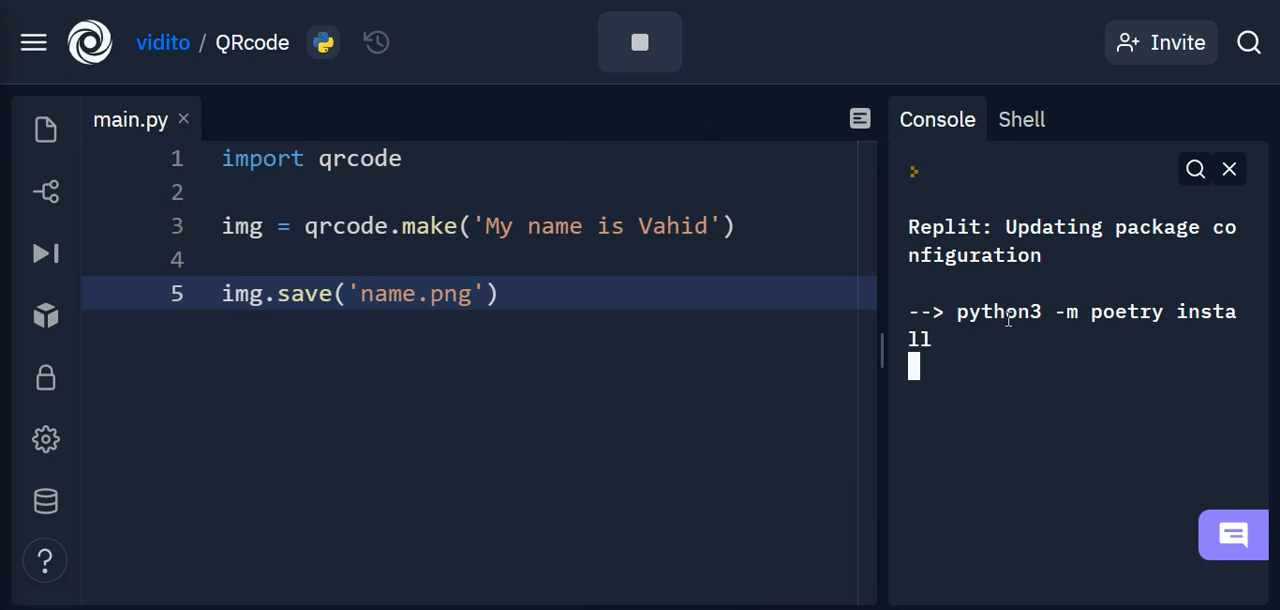 vidito / QRcode
Invite
main.py
Console
Shell
1 import qrcode
2
3 img = qrcode.make('My name is Vahid')
4
5 img.save('name.png')
Replit: Updating package co
nfiguration
--> python3 -m poetry insta
ll
?